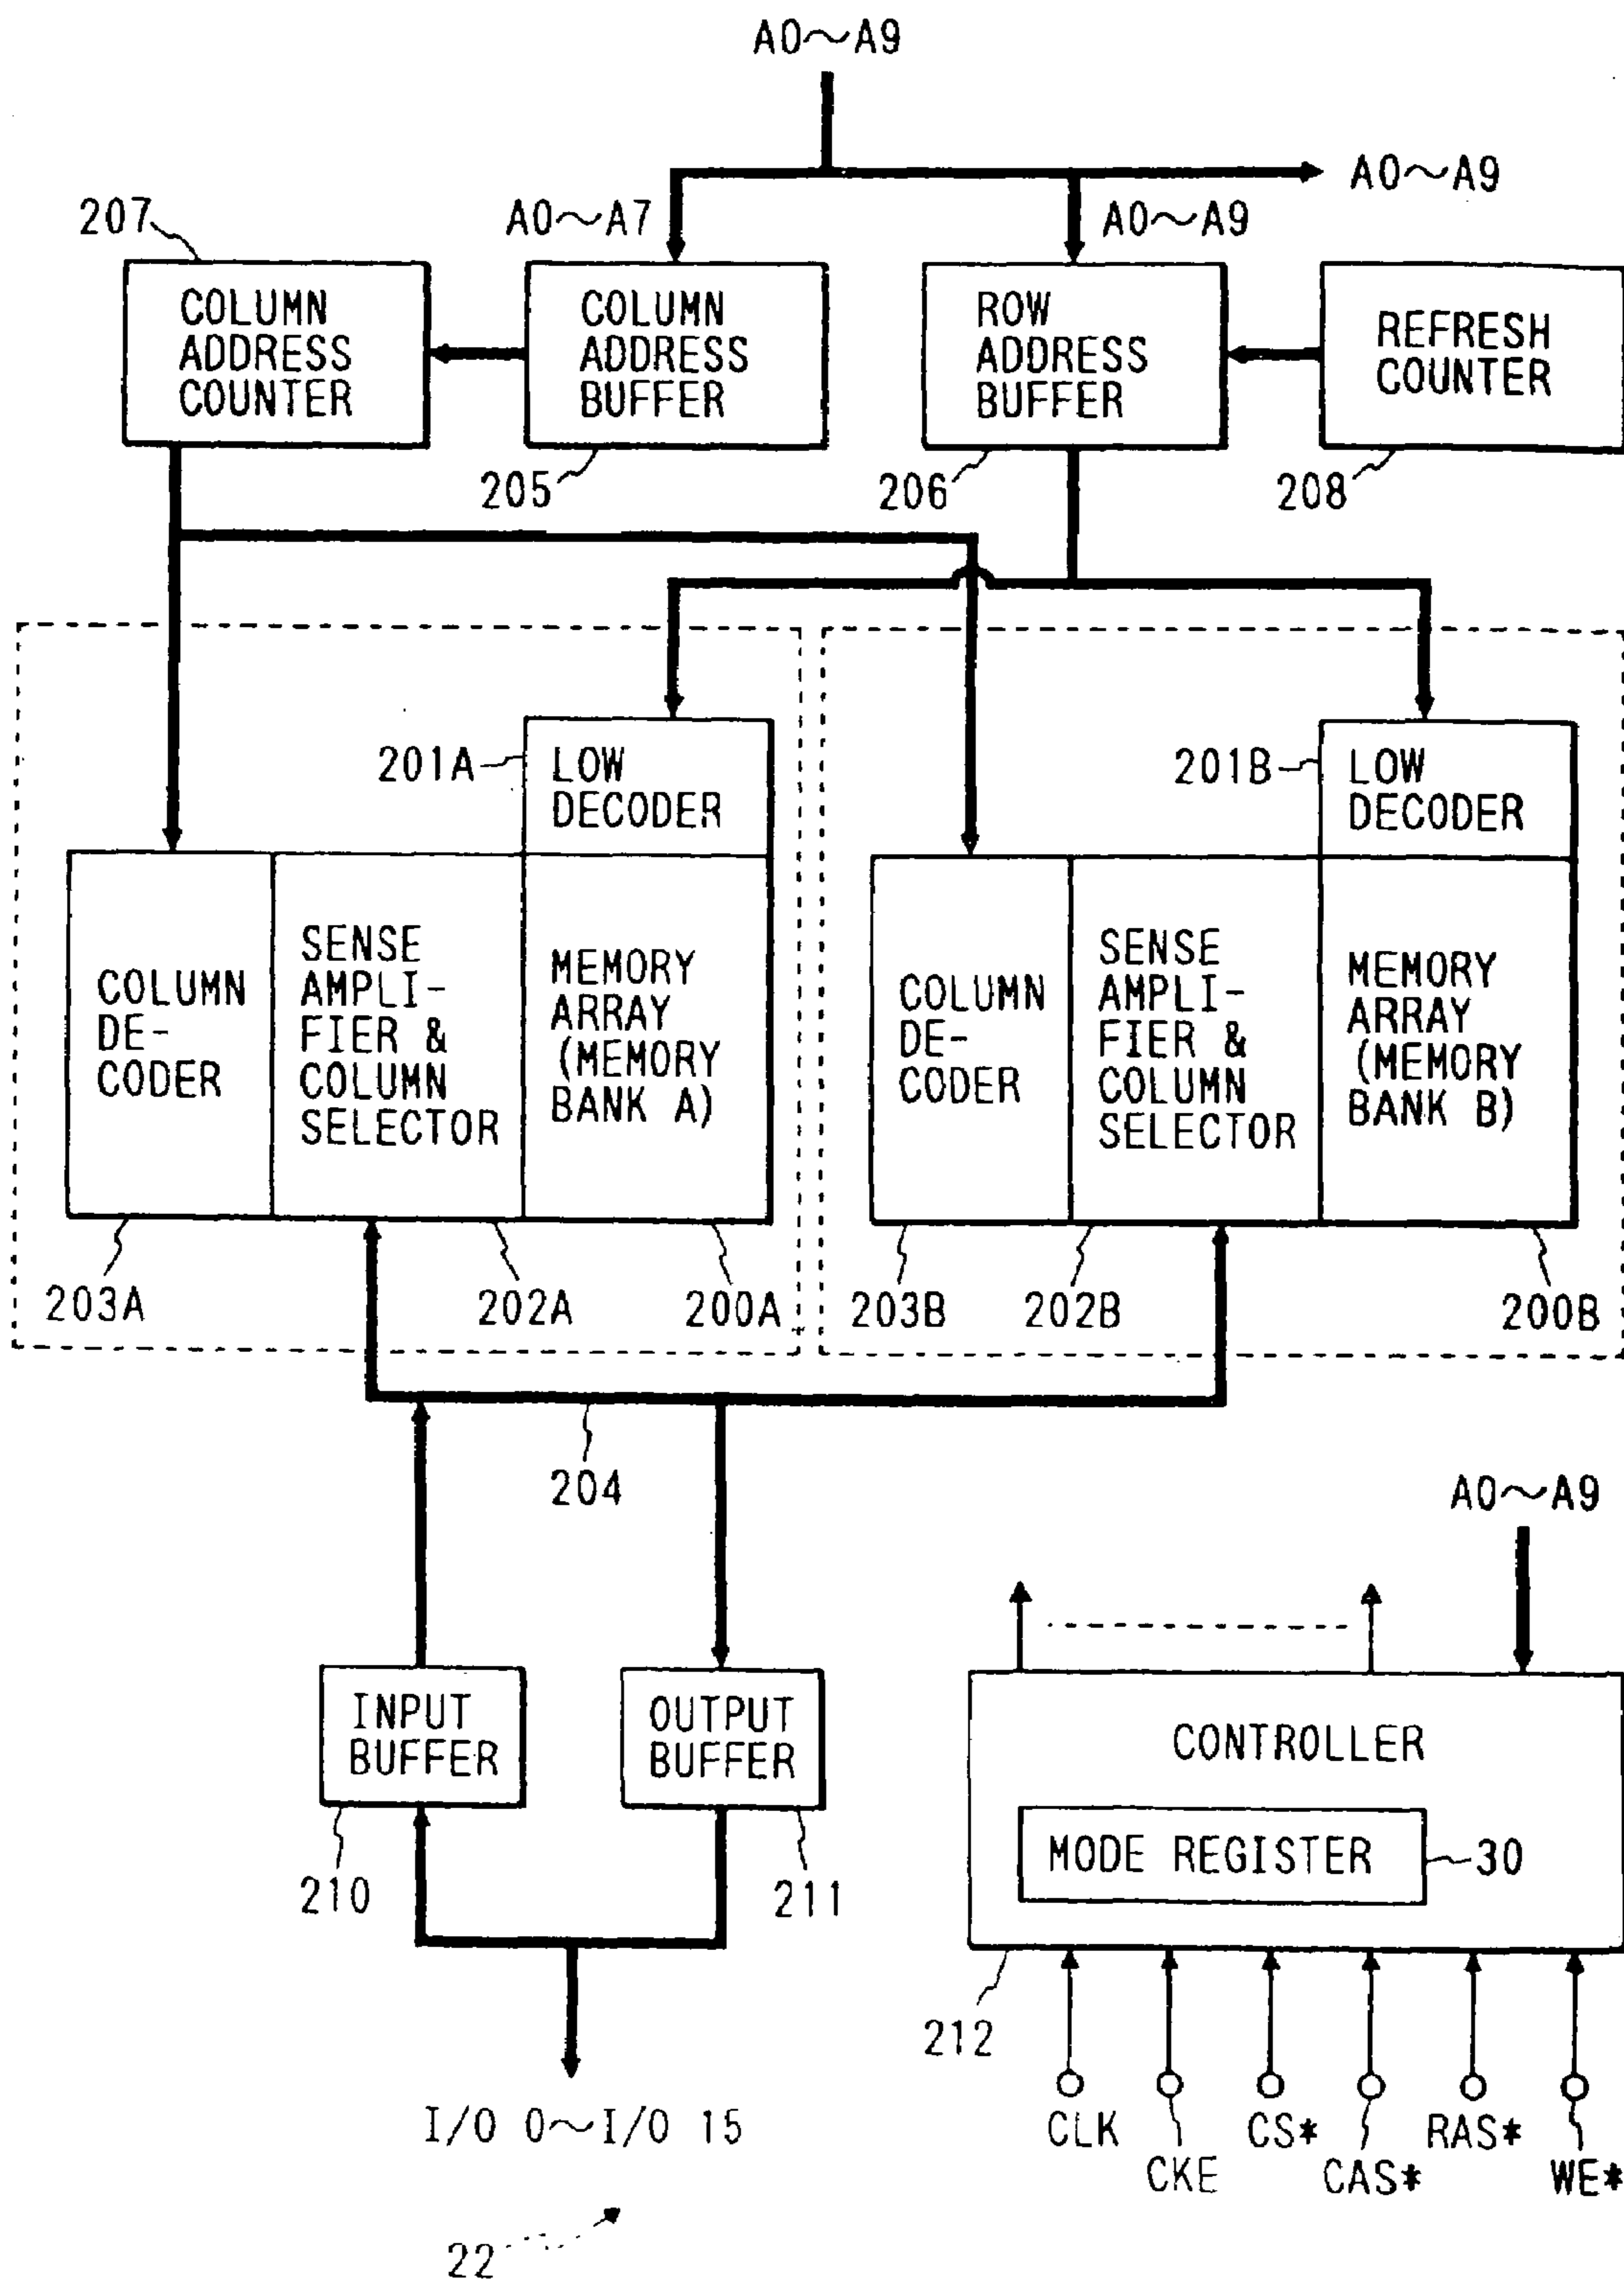 A0~A9
A0~A9
207
A0~A7
A0~A9
COLUMN
ADDRESS
COUNTER
COLUMN
ADDRESS
BUFFER
ROW
ADDRESS
BUFFER
REFRESH
COUNTER
205
206
208
201A
LOW
DECODER
201B
LOW
DECODER
COLUMN
DE-
CODER
SENSE
AMPLI-
FIER &
COLUMN
SELECTOR
MEMORY
ARRAY
(MEMORY
BANK A)
COLUMN
DE-
CODER
SENSE
AMPLI-
FIER &
COLUMN
SELECTOR
MEMORY
ARRAY
(MEMORY
BANK B)
203A
202A
200A
203B
202B
200B
204
A0~A9
INPUT
BUFFER
OUTPUT
BUFFER
CONTROLLER
MODE REGISTER
30
210
211
212
I/O 0~I/O 15
CLK
CKE
CS*
CAS*
RAS*
WE*
22